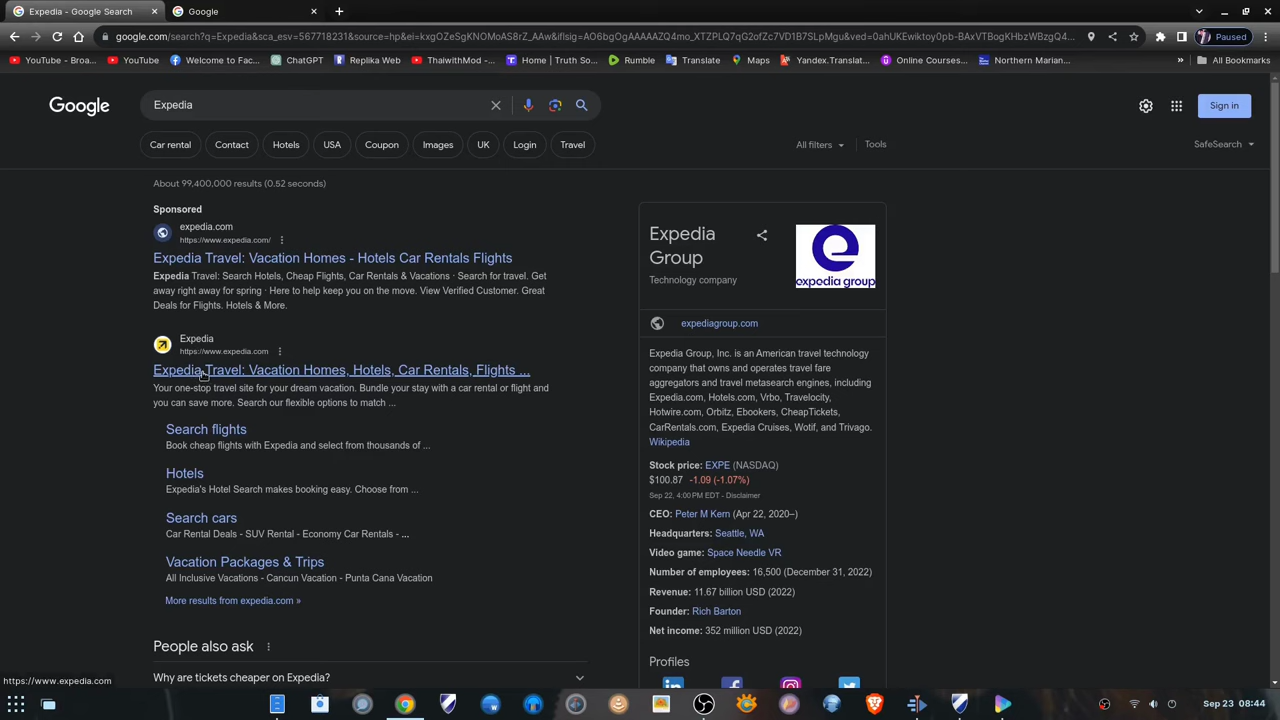 Expedia - Google Search
Google
google.com/search?q=Expedia&sca_esv=567718231&source=hp&ei=kxgOZeSgKNOMoAS8rZ_AAw&iflsig=AO6bgOgAAAAAZQ4mo_XTZPLQ7qG2ofZc7VD1B7SLpMgu&ved=0ahUKEwiktoy0pb-BAxVTBogKHbzWBzgQ4...
Paused
YouTube - Broa...
YouTube
Welcome to Fac...
ChatGPT
Replika Web
ThaiwithMod - ...
Home | Truth So...
Rumble
Translate
Maps
Yandex.Translat...
Online Courses...
Northern Marian...
All Bookmarks
Google
Expedia
Sign in
Car rental
Contact
Hotels
USA
Coupon
Images
UK
Login
Travel
All filters
Tools
SafeSearch
About 99,400,000 results (0.52 seconds)
Sponsored
expedia.com
https://www.expedia.com/
Expedia Travel: Vacation Homes - Hotels Car Rentals Flights
Expedia Travel: Search Hotels, Cheap Flights, Car Rentals & Vacations · Search for travel. Get
away right away for spring · Here to help keep you on the move. View Verified Customer. Great
Deals for Flights. Hotels & More.
Expedia
https://www.expedia.com
Expedia Travel: Vacation Homes, Hotels, Car Rentals, Flights ...
Your one-stop travel site for your dream vacation. Bundle your stay with a car rental or flight and
you can save more. Search our flexible options to match ...
Search flights
Book cheap flights with Expedia and select from thousands of ...
Hotels
Expedia's Hotel Search makes booking easy. Choose from ...
Search cars
Car Rental Deals - SUV Rental - Economy Car Rentals - ...
Vacation Packages & Trips
All Inclusive Vacations - Cancun Vacation - Punta Cana Vacation
More results from expedia.com »
People also ask
Why are tickets cheaper on Expedia?
Expedia
Group
Technology company
expedia group
expediagroup.com
Expedia Group, Inc. is an American travel technology
company that owns and operates travel fare
aggregators and travel metasearch engines, including
Expedia.com, Hotels.com, Vrbo, Travelocity,
Hotwire.com, Orbitz, Ebookers, CheapTickets,
CarRentals.com, Expedia Cruises, Wotif, and Trivago.
Wikipedia
Stock price: EXPE (NASDAQ)
$100.87 -1.09 (-1.07%)
Sep 22, 4:00 PM EDT - Disclaimer
CEO: Peter M Kern (Apr 22, 2020–)
Headquarters: Seattle, WA
Video game: Space Needle VR
Number of employees: 16,500 (December 31, 2022)
Revenue: 11.67 billion USD (2022)
Founder: Rich Barton
Net income: 352 million USD (2022)
Profiles
https://www.expedia.com
Sep 23 08:44